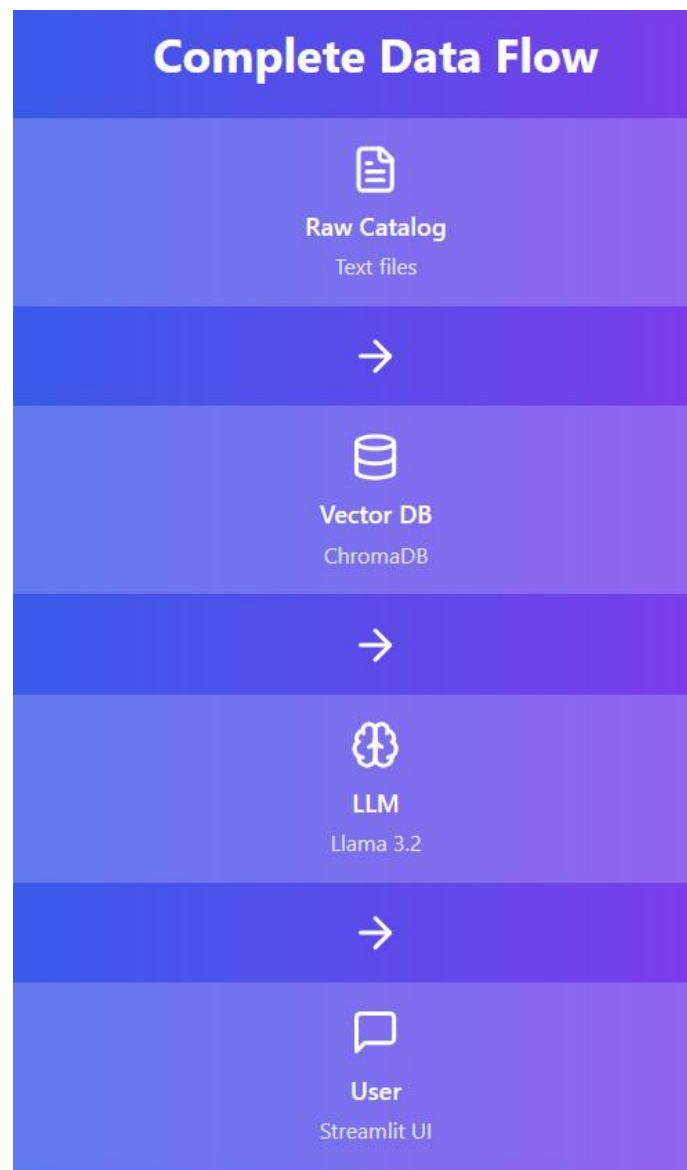 Complete Data Flow
Raw Catalog
Text files
Vector DB
ChromaDB
LLM
Llama 3.2
User
Streamlit UI